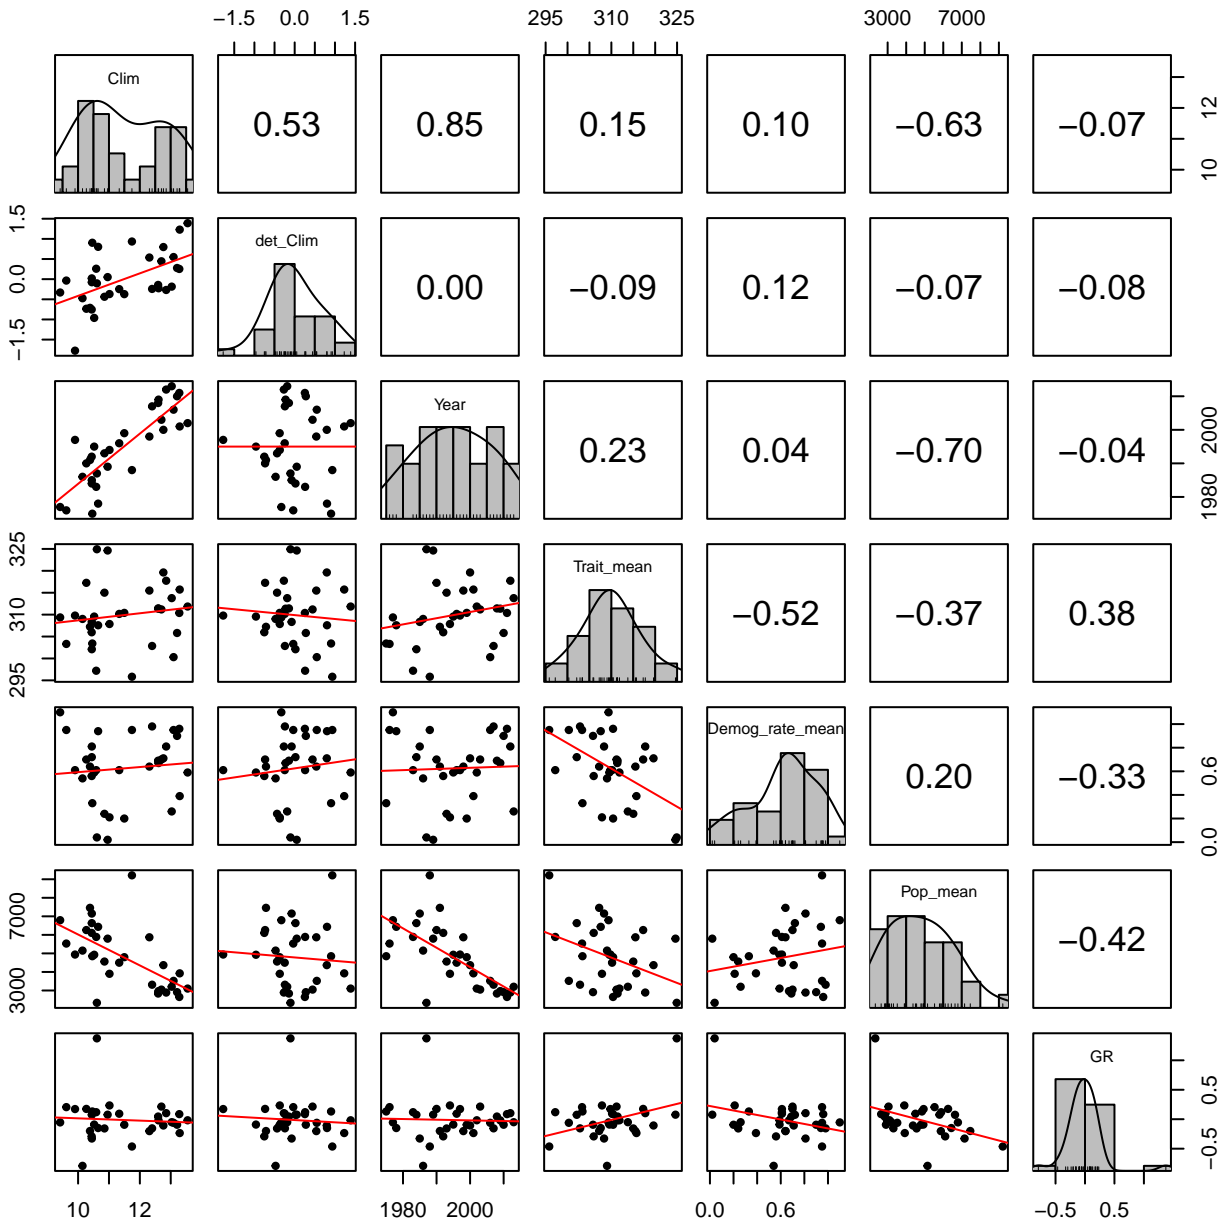 −1.5 0.0 1.5 295 310 325 3000 7000
Clim 0.53 0.85 0.15 0.10 −0.63 −0.07 10 12
−1.5 0.0 1.5 det_Clim 0.00 −0.09 0.12 −0.07 −0.08
Year 0.23 0.04 −0.70 −0.04 1980 2000
295 310 325 Trait_mean −0.52 −0.37 0.38
Demog_rate_mean 0.20 −0.33 0.0 0.6
3000 7000 Pop_mean −0.42
GR −0.5 0.5
10 12 1980 2000 0.0 0.6 −0.5 0.5